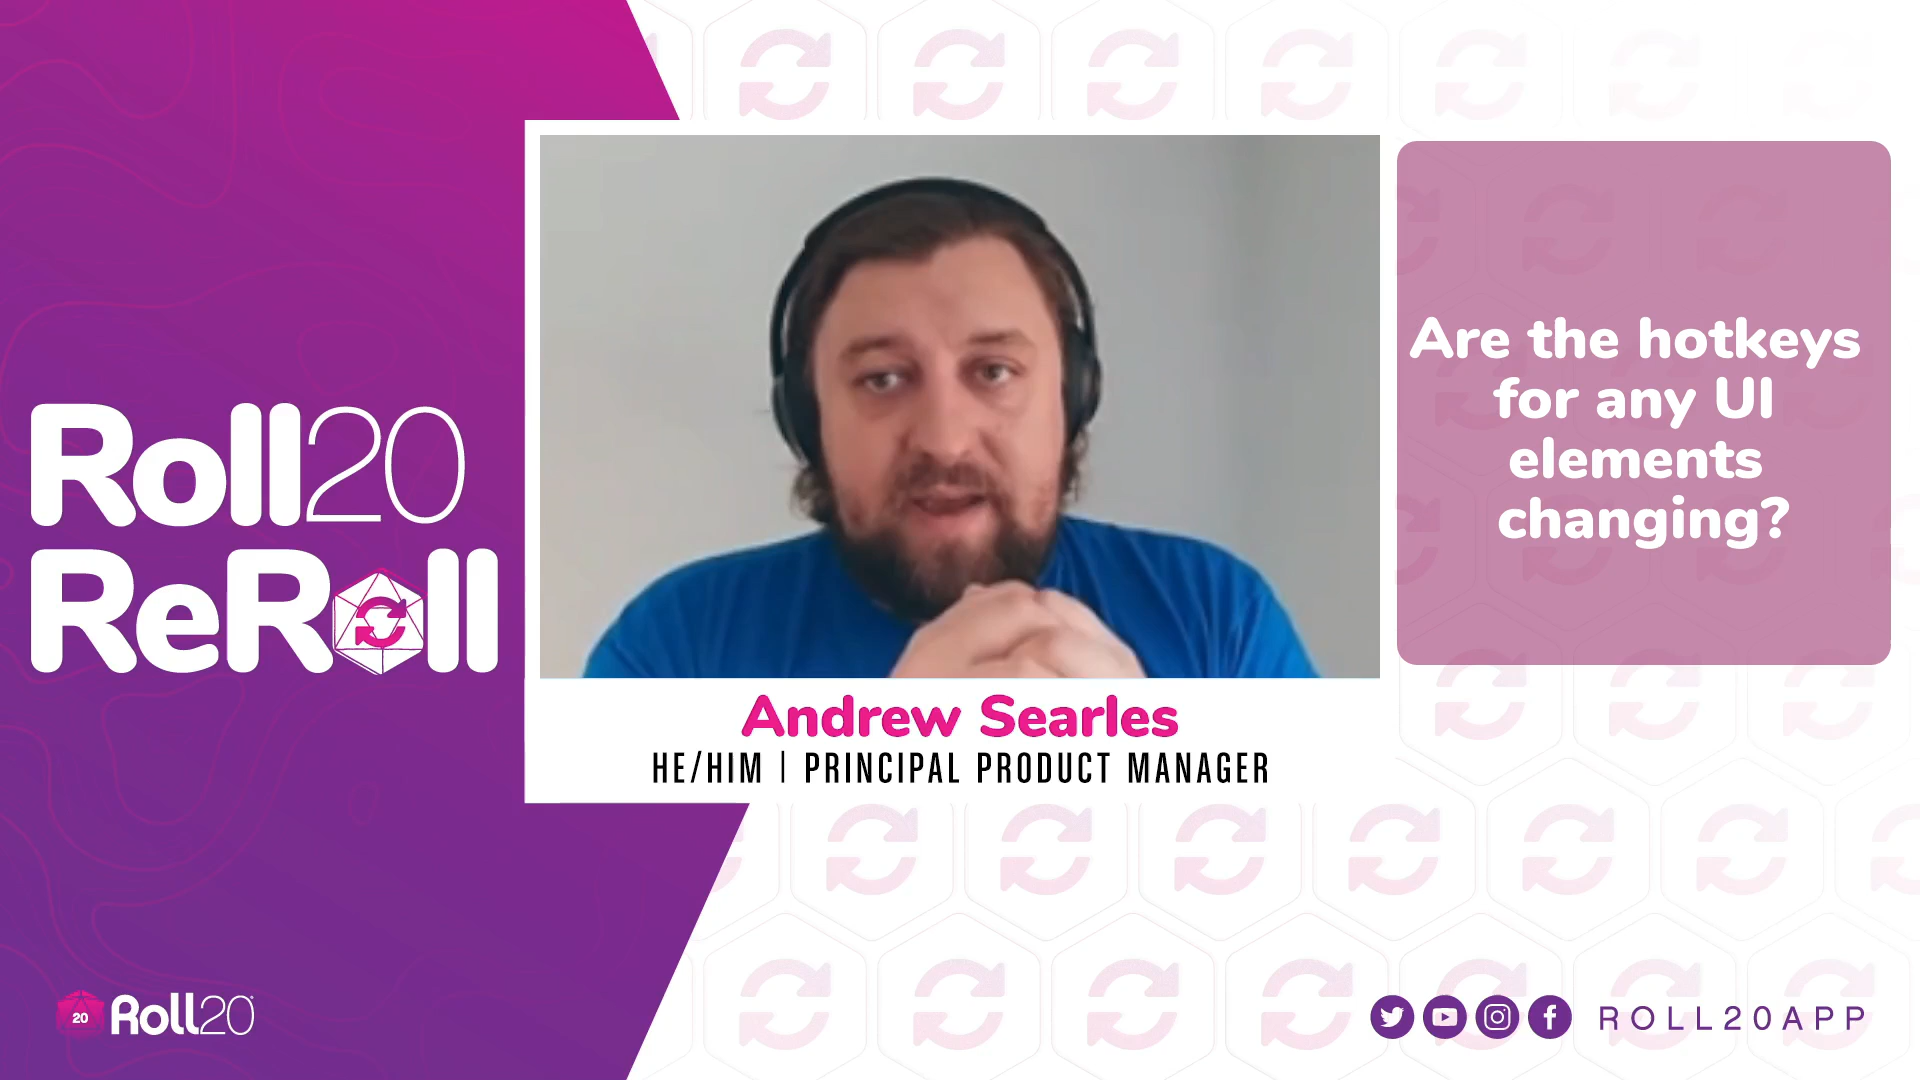 Roll20
ReRoll
Andrew Searles
HE/HIM | PRINCIPAL PRODUCT MANAGER
Are the hotkeys
for any UI
elements
changing?
20 Roll20
ROLL20APP